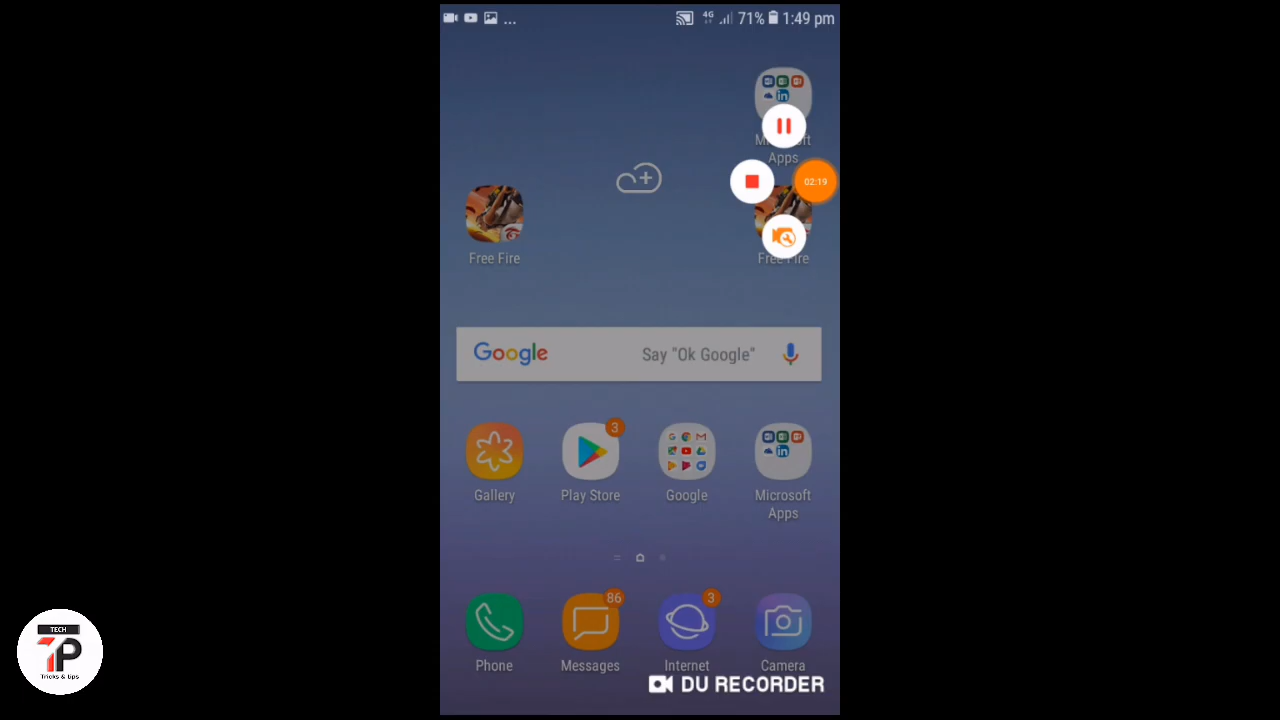 ... 4G 71% 1:49 pm
Microsoft
Apps
02:19
Free Fire
Free Fire
Google Say "Ok Google"
3
Gallery Play Store Google Microsoft
Apps
86 3
Phone Messages Internet Camera
DU RECORDER
TECH
TP
Tricks & tips